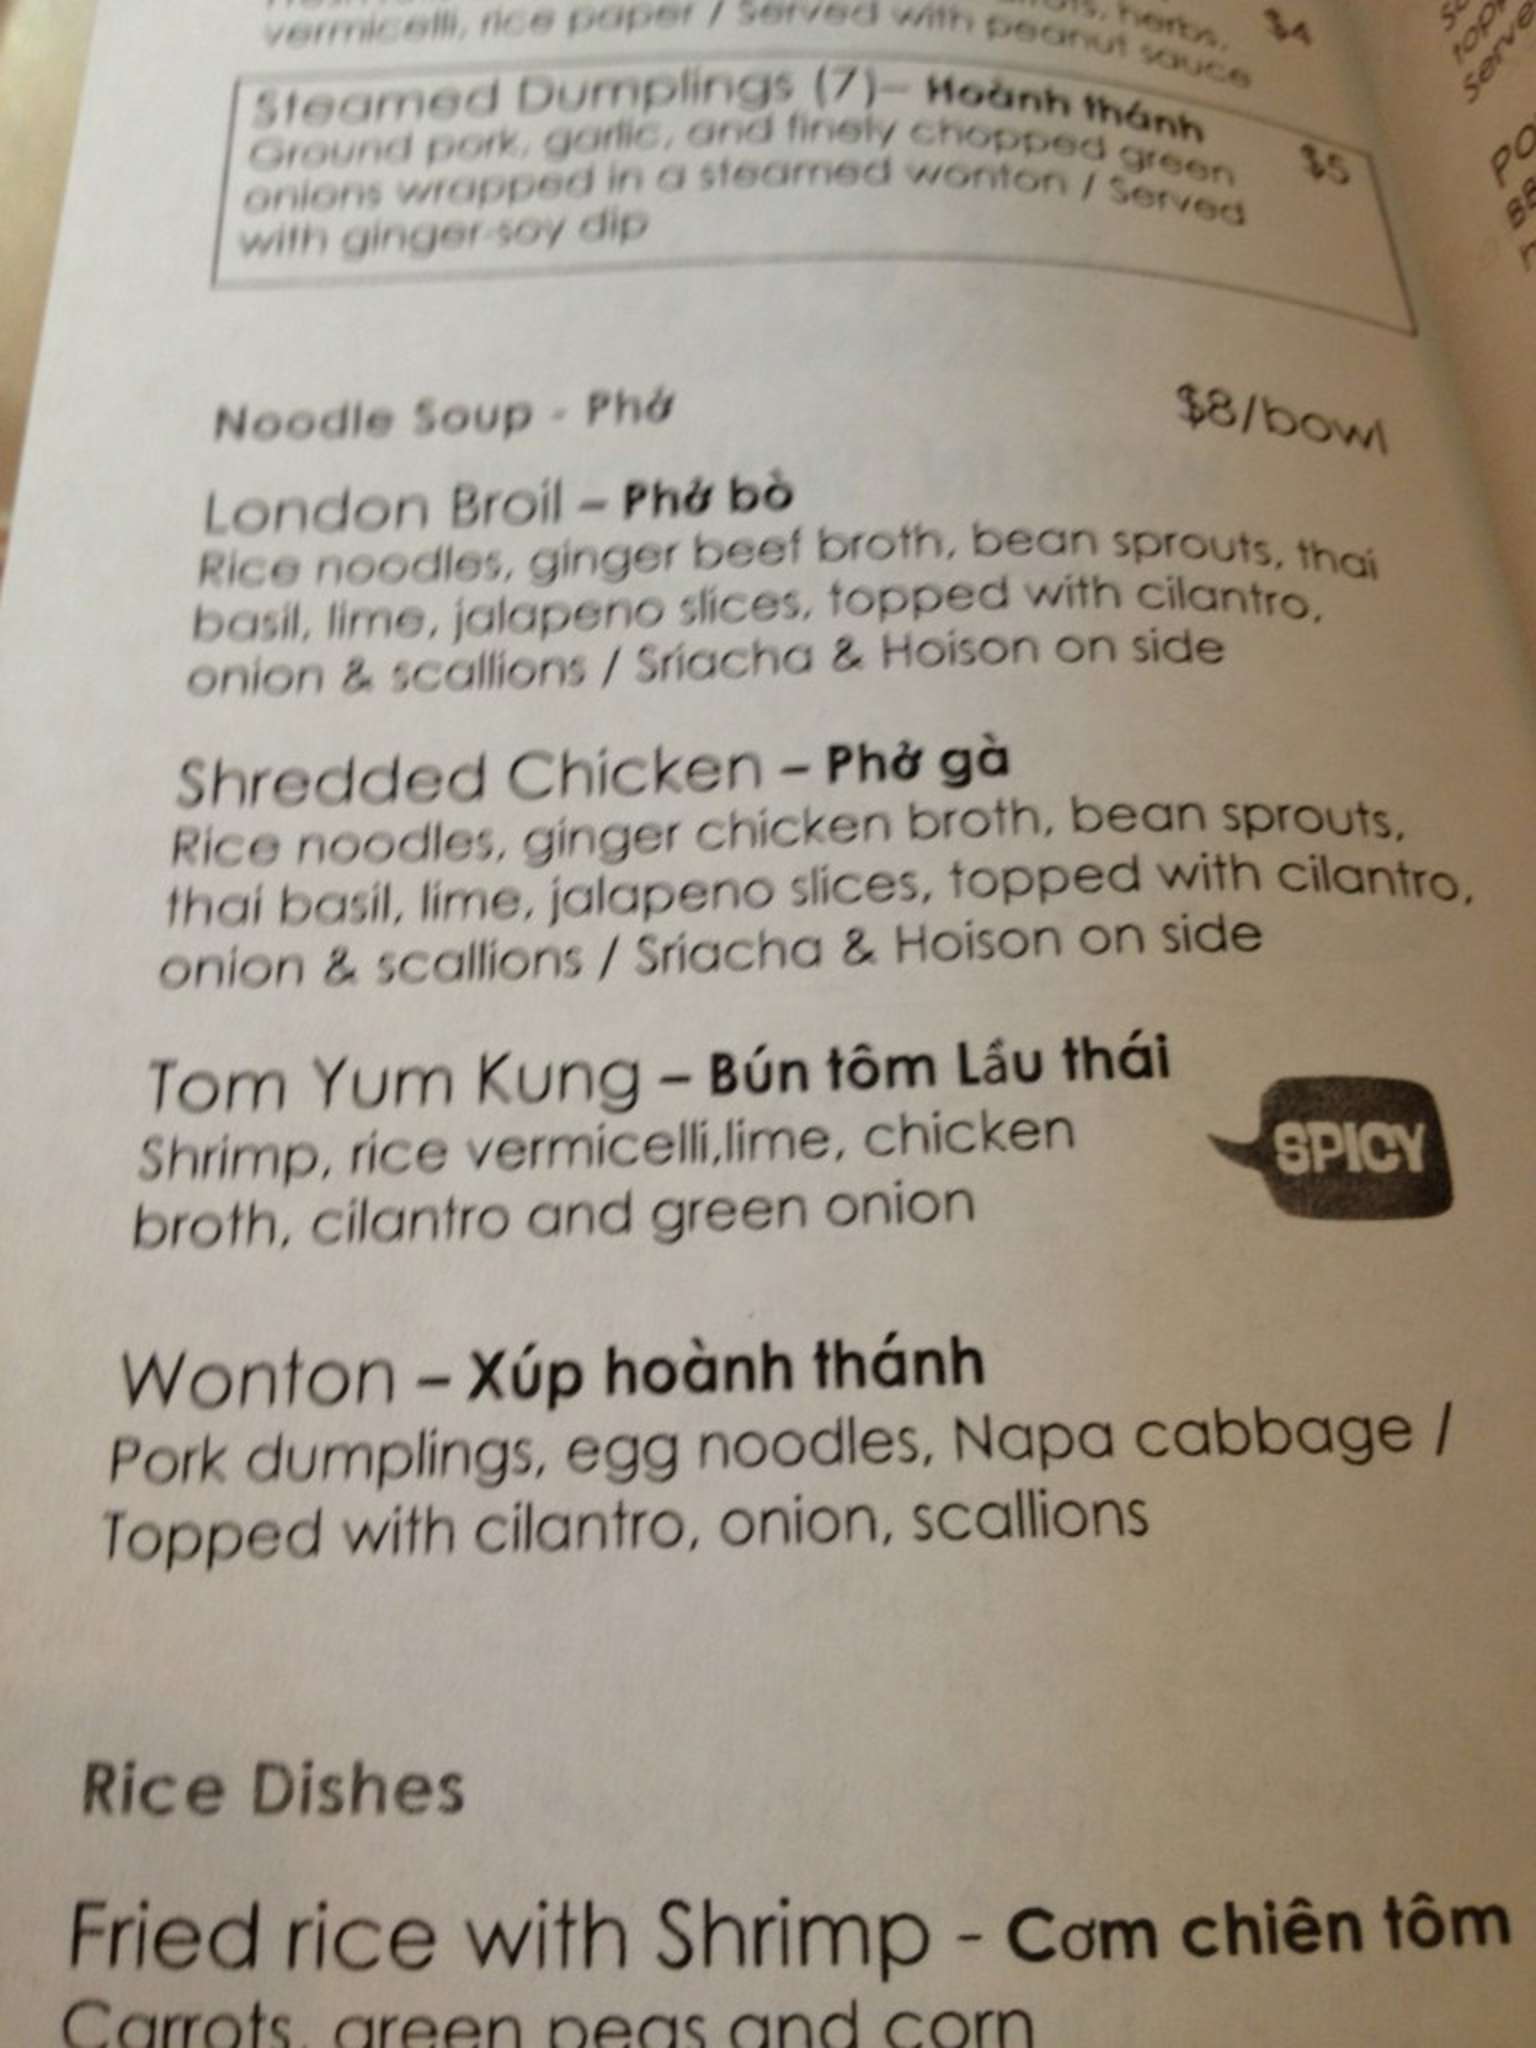 herbs, $4
vermicelli, rice paper / Served with peanut sauce
Steamed Dumplings (7)– Hoành thánh
Ground pork, garlic, and finely chopped green $5
onions wrapped in a steamed wonton / Served
with ginger-soy dip
Noodle Soup - Phở $8/bowl
London Broil – Phở bò
Rice noodles, ginger beef broth, bean sprouts, thai
basil, lime, jalapeno slices, topped with cilantro,
onion & scallions / Sriacha & Hoison on side
Shredded Chicken – Phở gà
Rice noodles, ginger chicken broth, bean sprouts,
thai basil, lime, jalapeno slices, topped with cilantro,
onion & scallions / Sriacha & Hoison on side
Tom Yum Kung – Bún tôm Lẩu thái
Shrimp, rice vermicelli,lime, chicken
broth, cilantro and green onion
SPICY
Wonton – Xúp hoành thánh
Pork dumplings, egg noodles, Napa cabbage /
Topped with cilantro, onion, scallions
Rice Dishes
Fried rice with Shrimp - Cơm chiên tôm
Carrots, green peas and corn